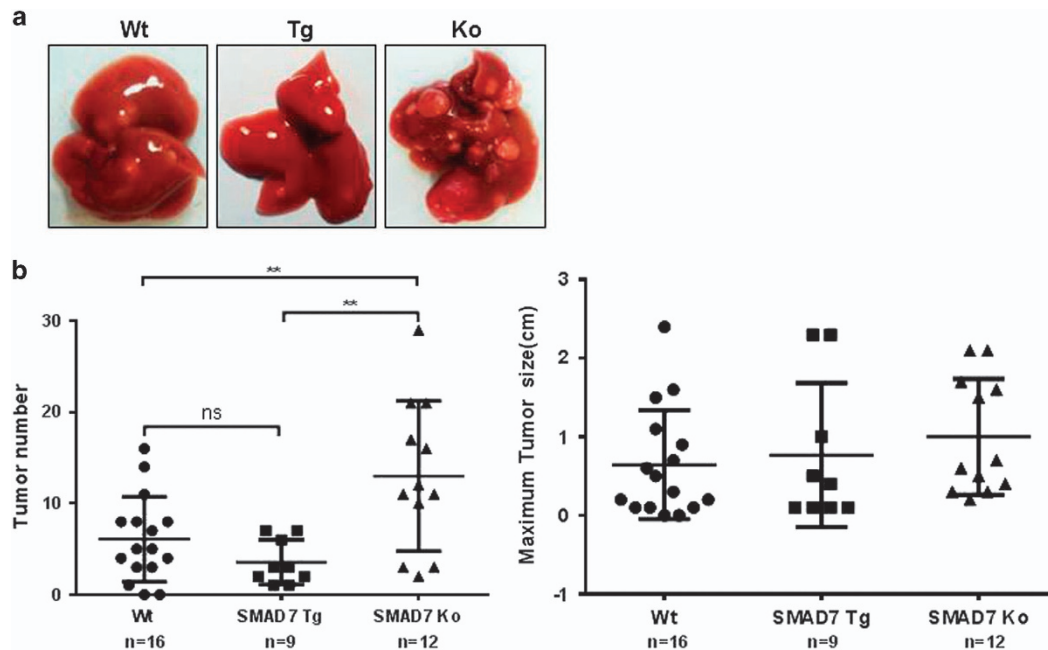 a
Wt Tg Ko
b
**
**
ns
Tumor number
30
20
10
0
Wt SMAD7 Tg SMAD7 Ko
n=16 n=9 n=12
Maximum Tumor size(cm)
3
2
1
0
-1
Wt SMAD7 Tg SMAD7 Ko
n=16 n=9 n=12